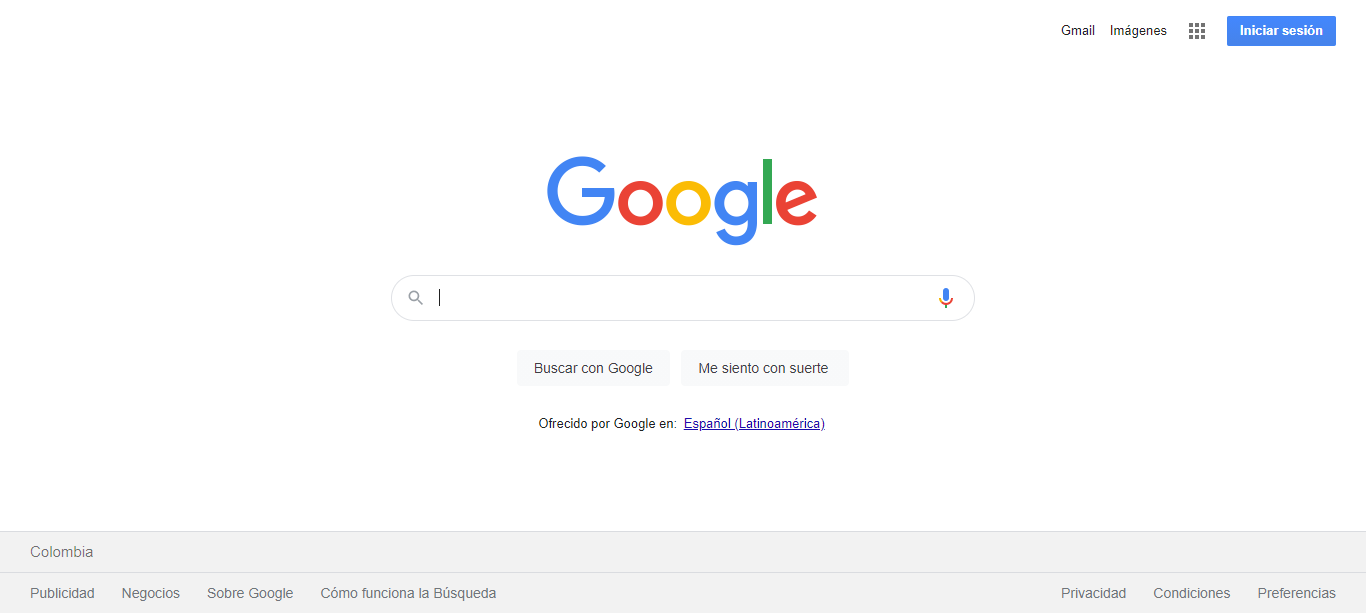 Gmail Imágenes Iniciar sesión
Google
Buscar con Google Me siento con suerte
Ofrecido por Google en: Español (Latinoamérica)
Colombia
Publicidad Negocios Sobre Google Cómo funciona la Búsqueda Privacidad Condiciones Preferencias